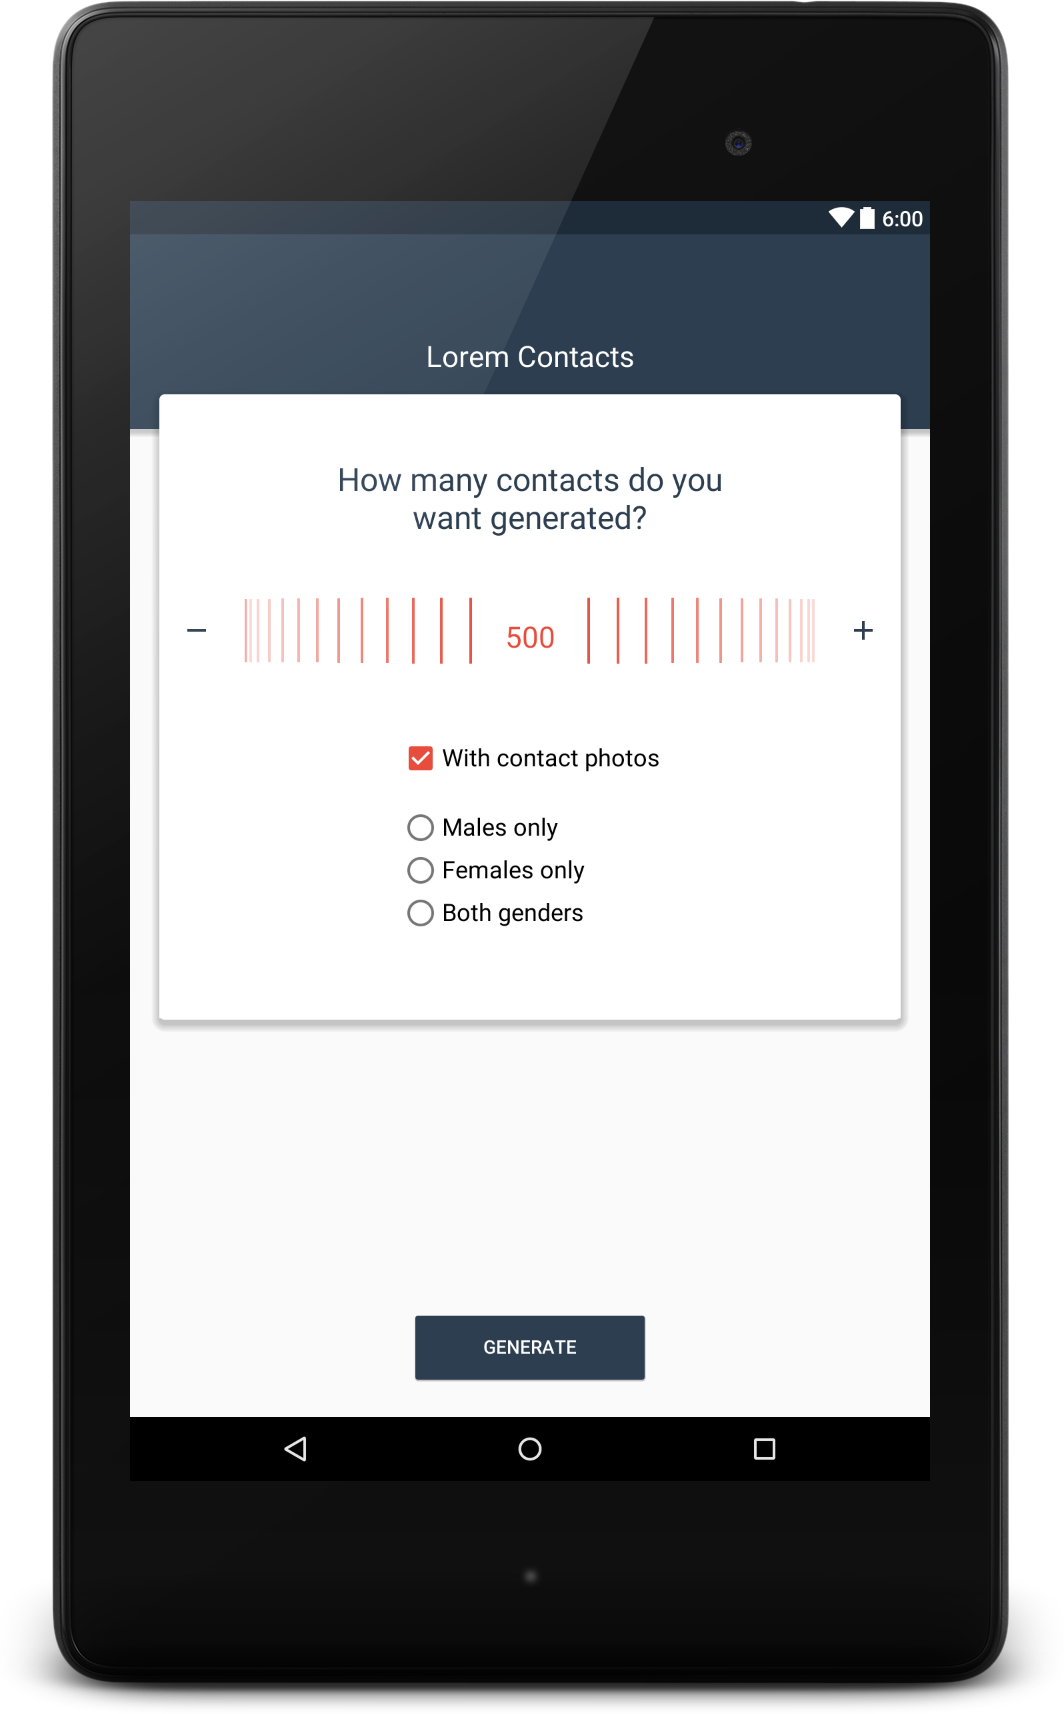 6:00
Lorem Contacts
How many contacts do you
want generated?
− 500 +
With contact photos
Males only
Females only
Both genders
GENERATE